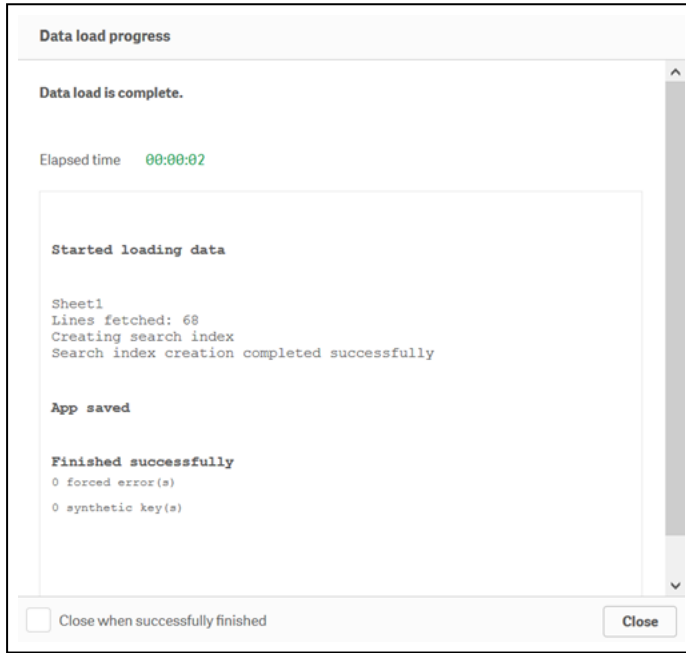 Data load progress
Data load is complete.
Elapsed time 00:00:02
Started loading data
Sheet1
Lines fetched: 68
Creating search index
Search index creation completed successfully
App saved
Finished successfully
0 forced error(s)
0 synthetic key(s)
Close when successfully finished
Close